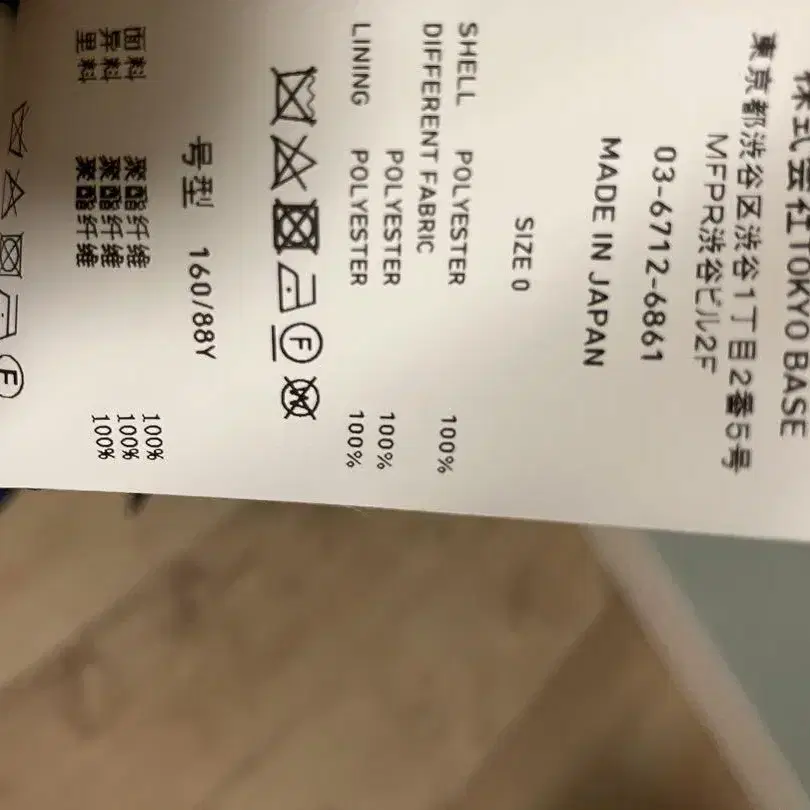 株式会社TOKYO BASE
東京都渋谷区渋谷1丁目2番5号
MFPR渋谷ビル2F
03-6712-6861
MADE IN JAPAN
SIZE 0
SHELL POLYESTER 100%
DIFFERENT FABRIC
POLYESTER 100%
LINING POLYESTER 100%
F
W
号型 160/88Y
面料 聚酯纤维 100%
异料 聚酯纤维 100%
里料 聚酯纤维 100%
F